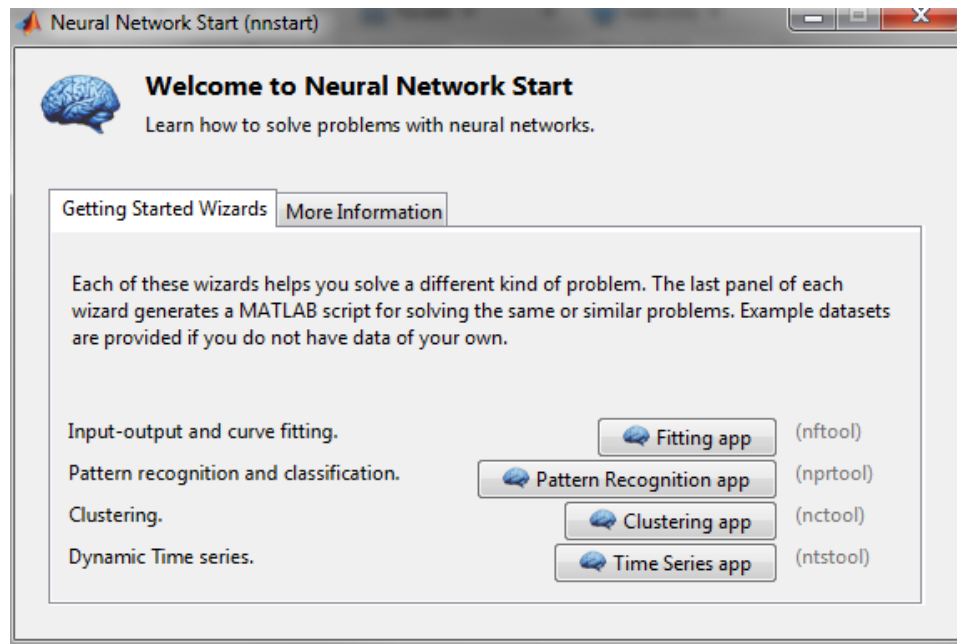 Neural Network Start (nnstart)
Welcome to Neural Network Start
Learn how to solve problems with neural networks.
Getting Started Wizards More Information
Each of these wizards helps you solve a different kind of problem. The last panel of each
wizard generates a MATLAB script for solving the same or similar problems. Example datasets
are provided if you do not have data of your own.
Input-output and curve fitting. Fitting app (nftool)
Pattern recognition and classification. Pattern Recognition app (nprtool)
Clustering. Clustering app (nctool)
Dynamic Time series. Time Series app (ntstool)